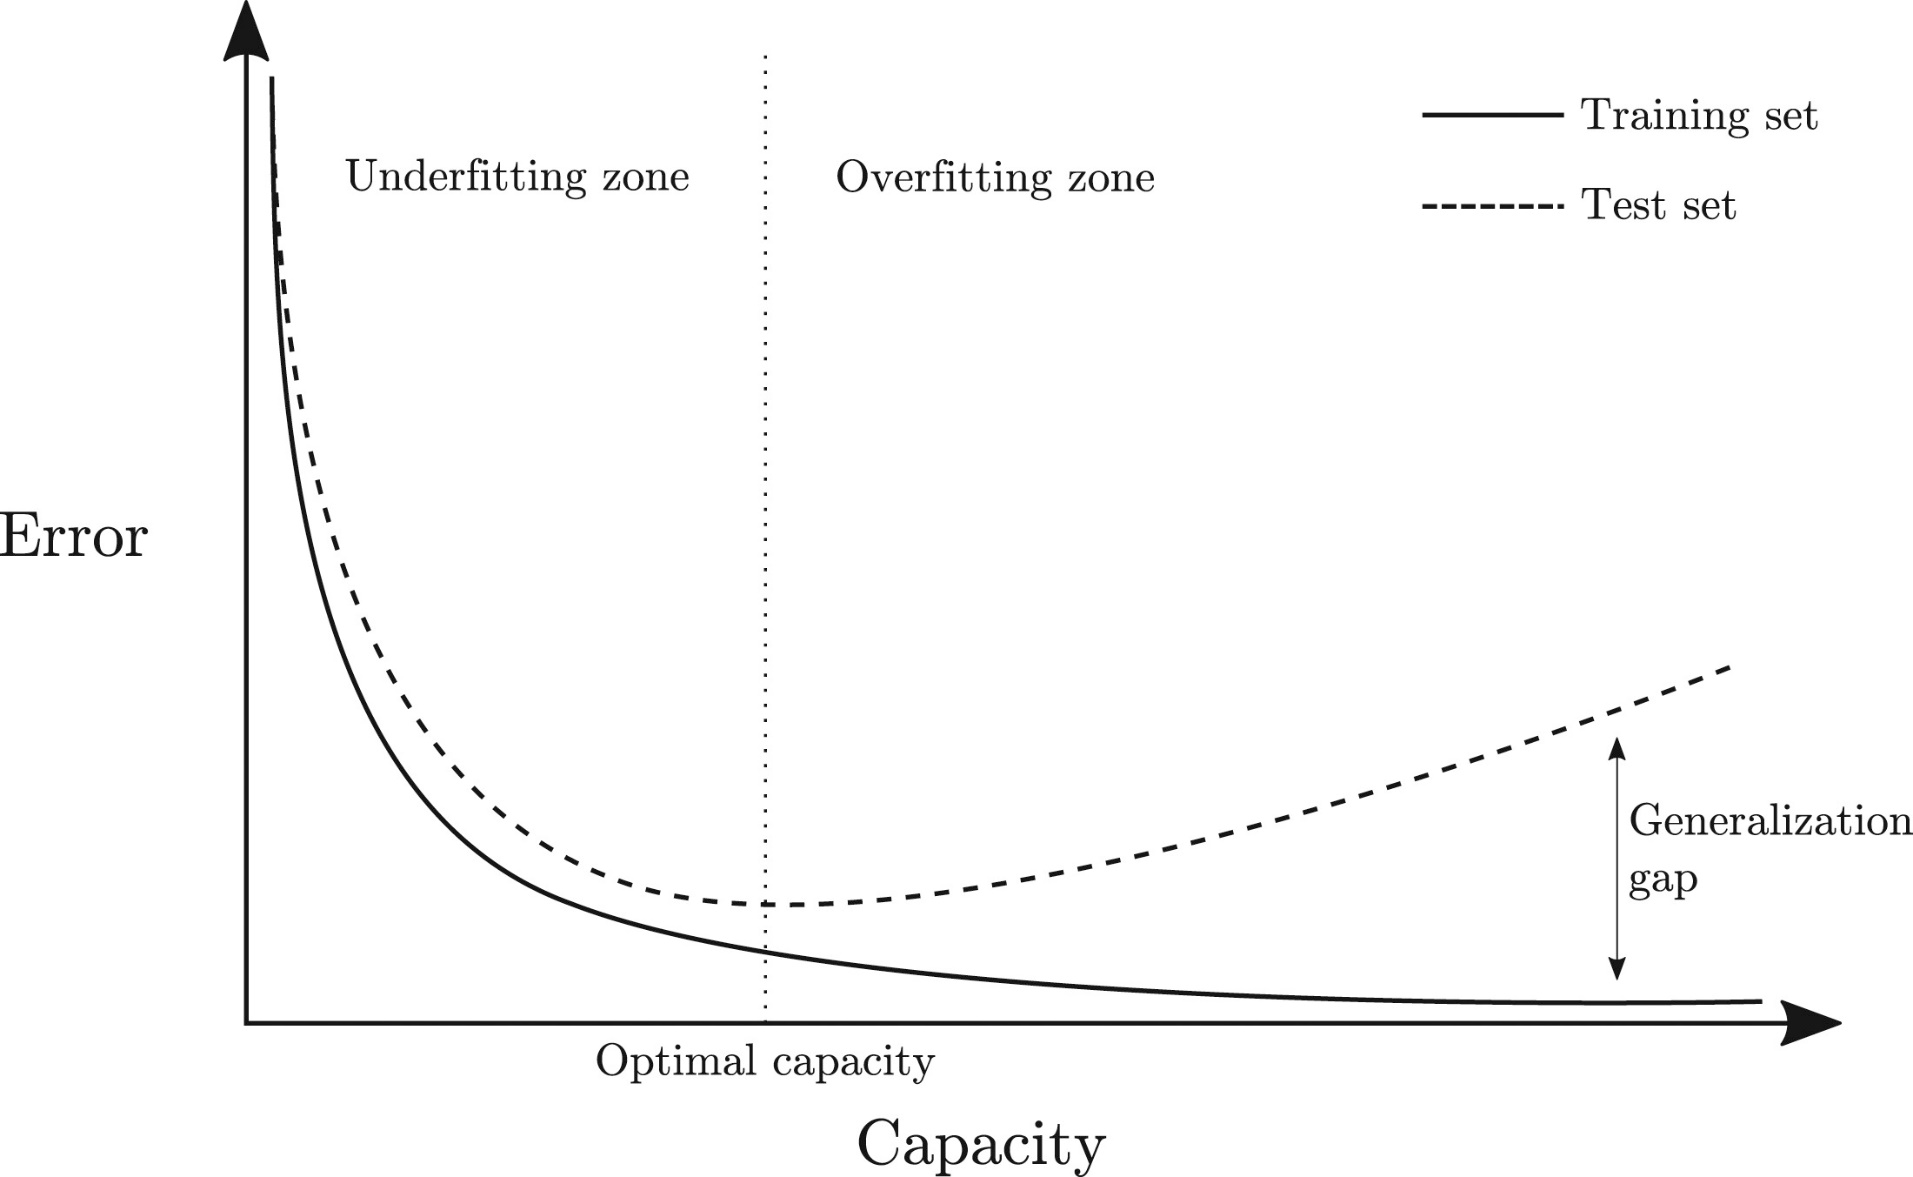 Training set
Underfitting zone
Overfitting zone
Test set
Error
Generalization
gap
Optimal capacity
Capacity